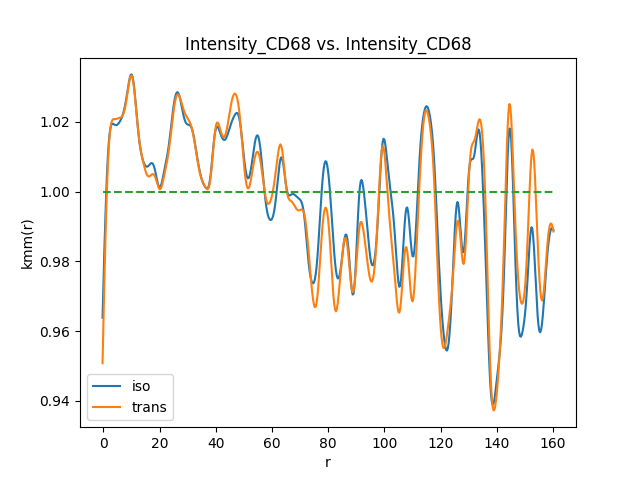 Intensity_CD68 vs. Intensity_CD68
kmm(r)
1.02
1.00
0.98
0.96
0.94
iso
trans
0 20 40 60 80 100 120 140 160
r